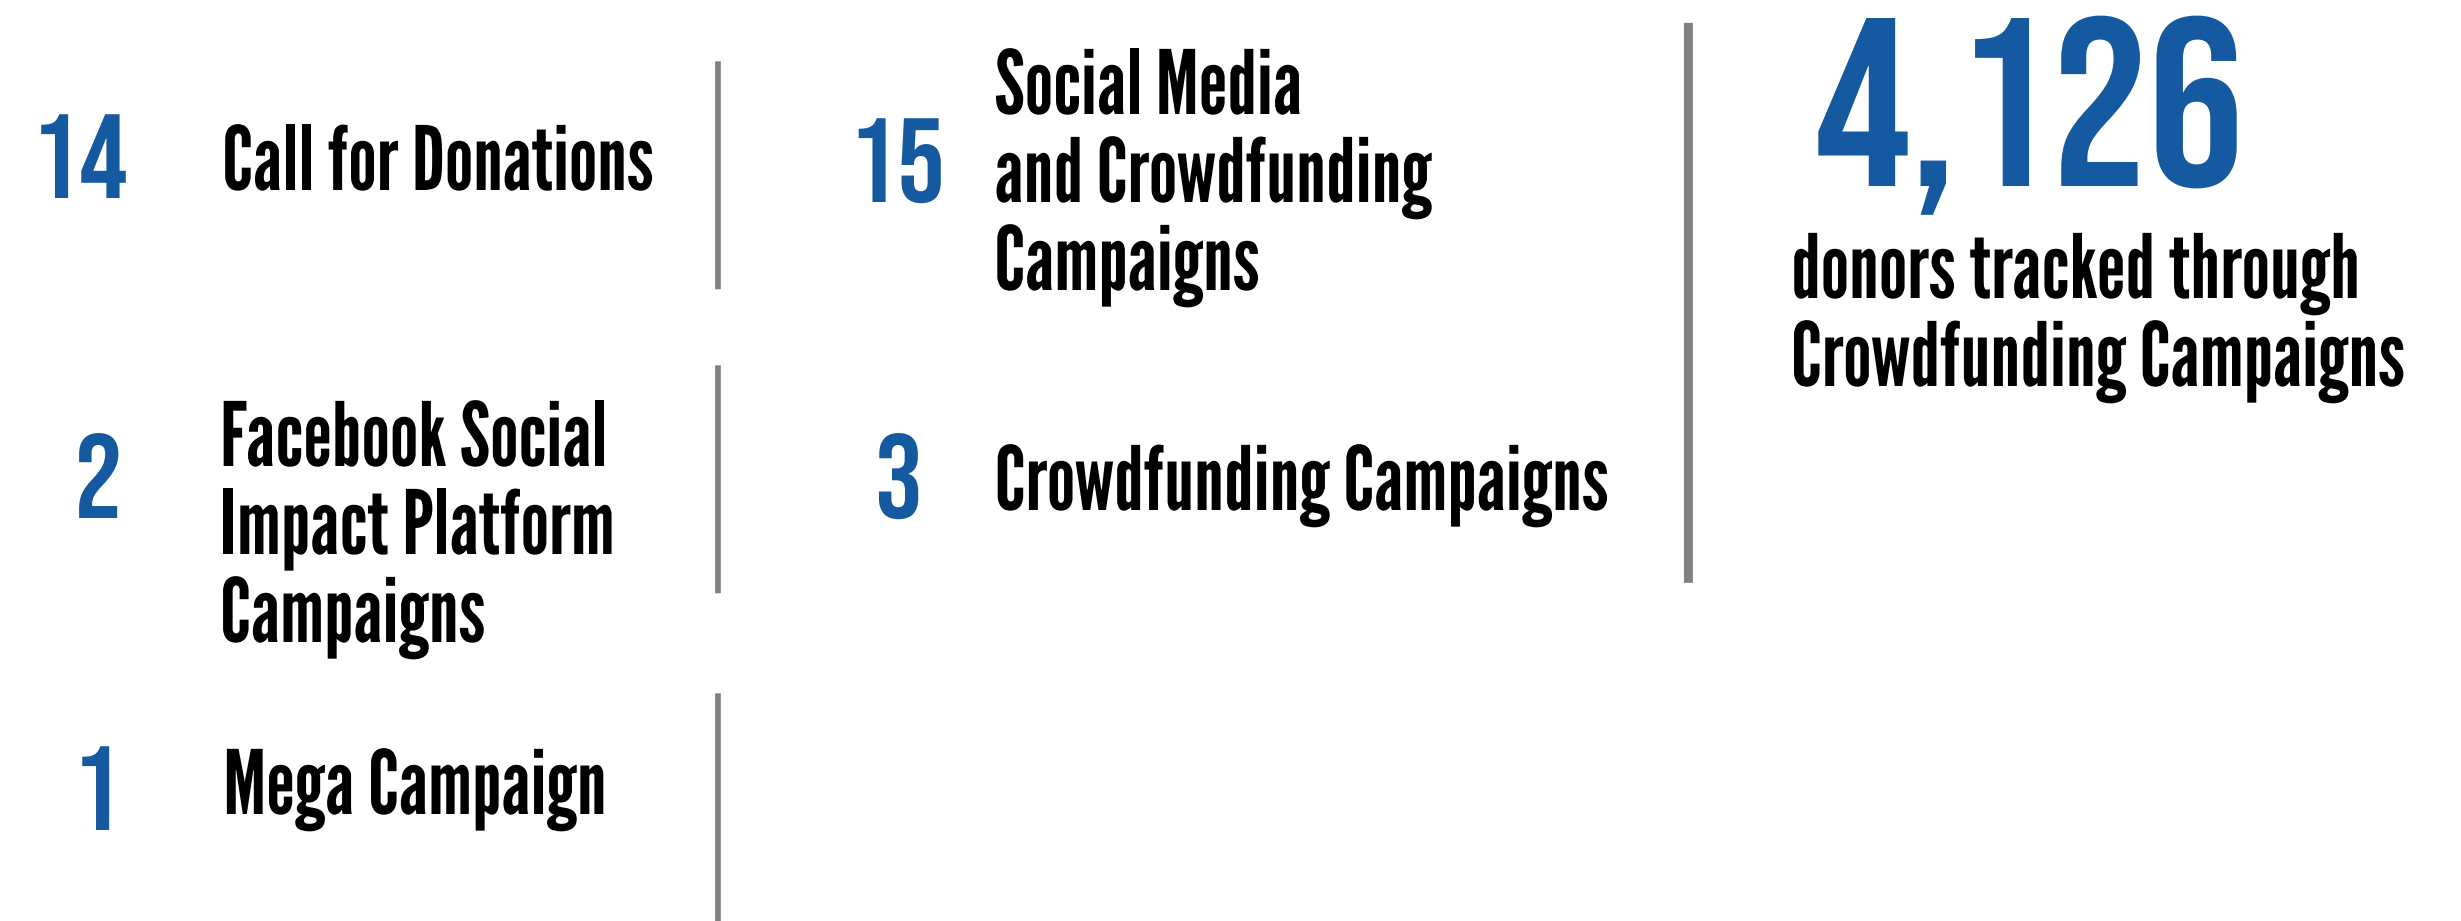 14 Call for Donations
15 Social Media
and Crowdfunding
Campaigns
4,126
donors tracked through
Crowdfunding Campaigns
2 Facebook Social
Impact Platform
Campaigns
3 Crowdfunding Campaigns
1 Mega Campaign